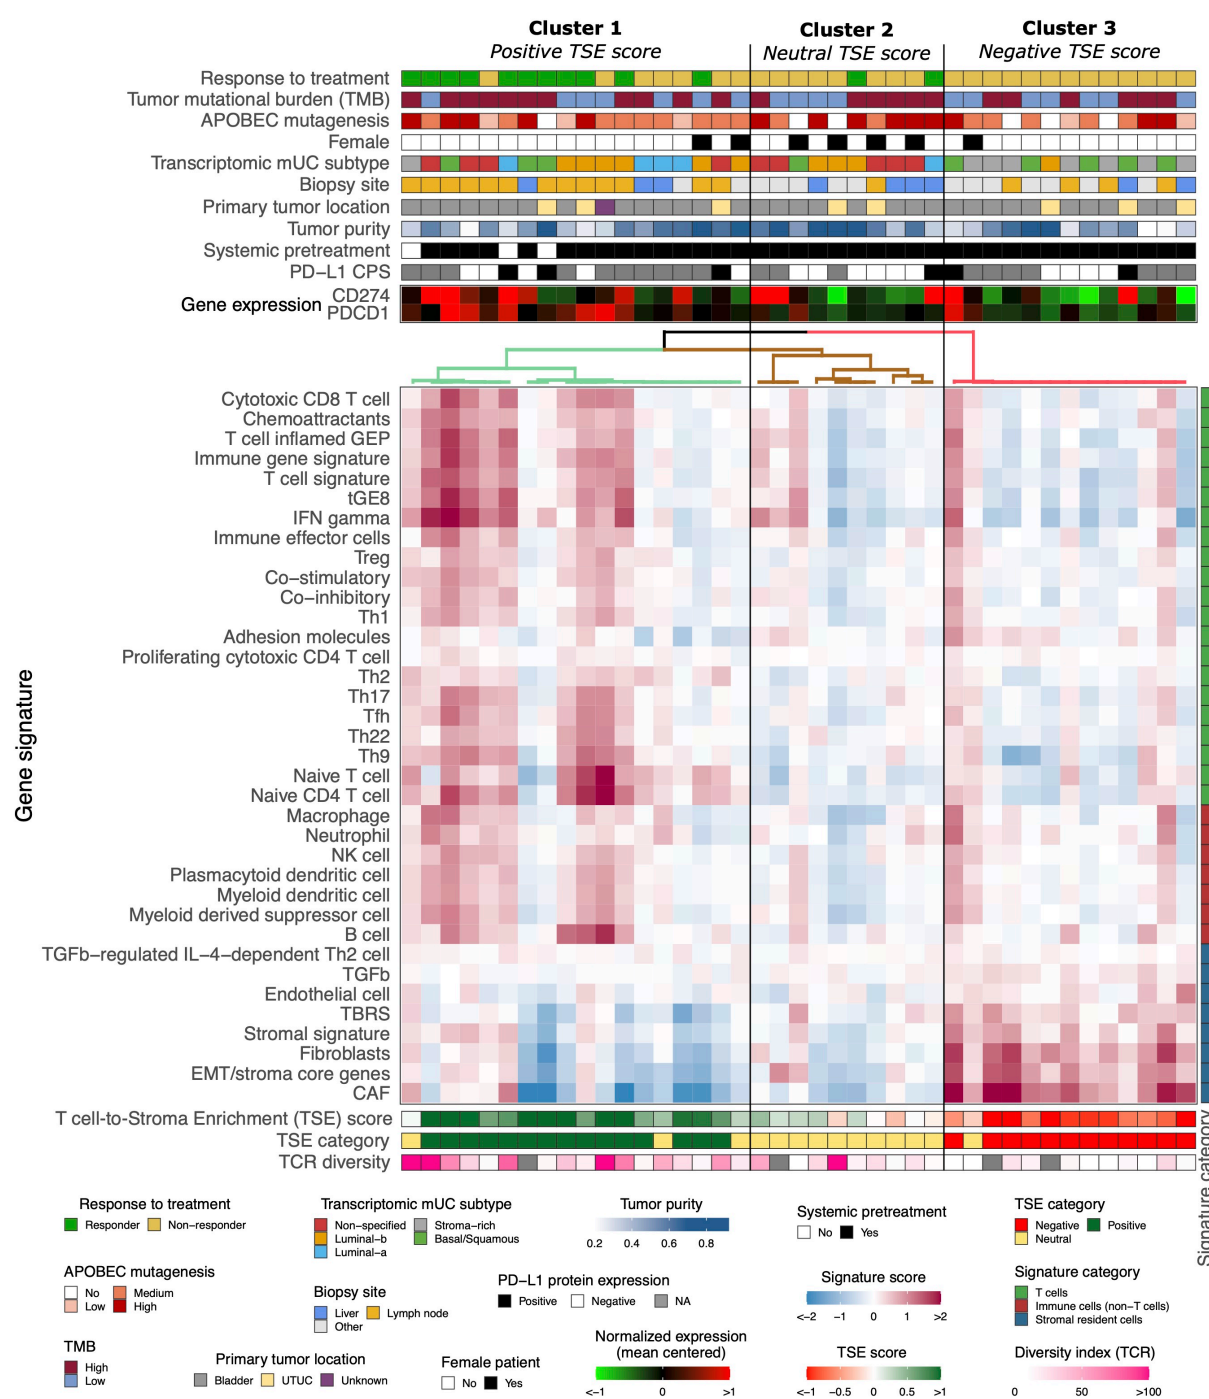 Cluster 1
Positive TSE score
Cluster 2
Neutral TSE score
Cluster 3
Negative TSE score
Response to treatment
Tumor mutational burden (TMB)
APOBEC mutagenesis
Female
Transcriptomic mUC subtype
Biopsy site
Primary tumor location
Tumor purity
Systemic pretreatment
PD−L1 CPS
Gene expression
CD274
PDCD1
Gene signature
Cytotoxic CD8 T cell
Chemoattractants
T cell inflamed GEP
Immune gene signature
T cell signature
tGE8
IFN gamma
Immune effector cells
Treg
Co−stimulatory
Co−inhibitory
Th1
Adhesion molecules
Proliferating cytotoxic CD4 T cell
Th2
Th17
Tfh
Th22
Th9
Naive T cell
Naive CD4 T cell
Macrophage
Neutrophil
NK cell
Plasmacytoid dendritic cell
Myeloid dendritic cell
Myeloid derived suppressor cell
B cell
TGFb−regulated IL−4−dependent Th2 cell
TGFb
Endothelial cell
TBRS
Stromal signature
Fibroblasts
EMT/stroma core genes
CAF
T cell-to-Stroma Enrichment (TSE) score
TSE category
TCR diversity
Signature category
Response to treatment
Responder
Non−responder
APOBEC mutagenesis
No
Medium
Low
High
TMB
High
Low
Transcriptomic mUC subtype
Non−specified
Stroma−rich
Luminal−b
Basal/Squamous
Luminal−a
Biopsy site
Liver
Lymph node
Other
Primary tumor location
Bladder
UTUC
Unknown
Tumor purity
0.2 0.4 0.6 0.8
PD−L1 protein expression
Positive
Negative
NA
Female patient
No
Yes
Normalized expression
(mean centered)
<−1 0 >1
Systemic pretreatment
No
Yes
Signature score
<−2 −1 0 1 >2
TSE score
<−1 −0.5 0 0.5 >1
TSE category
Negative
Positive
Neutral
Signature category
T cells
Immune cells (non−T cells)
Stromal resident cells
Diversity index (TCR)
0 50 >100